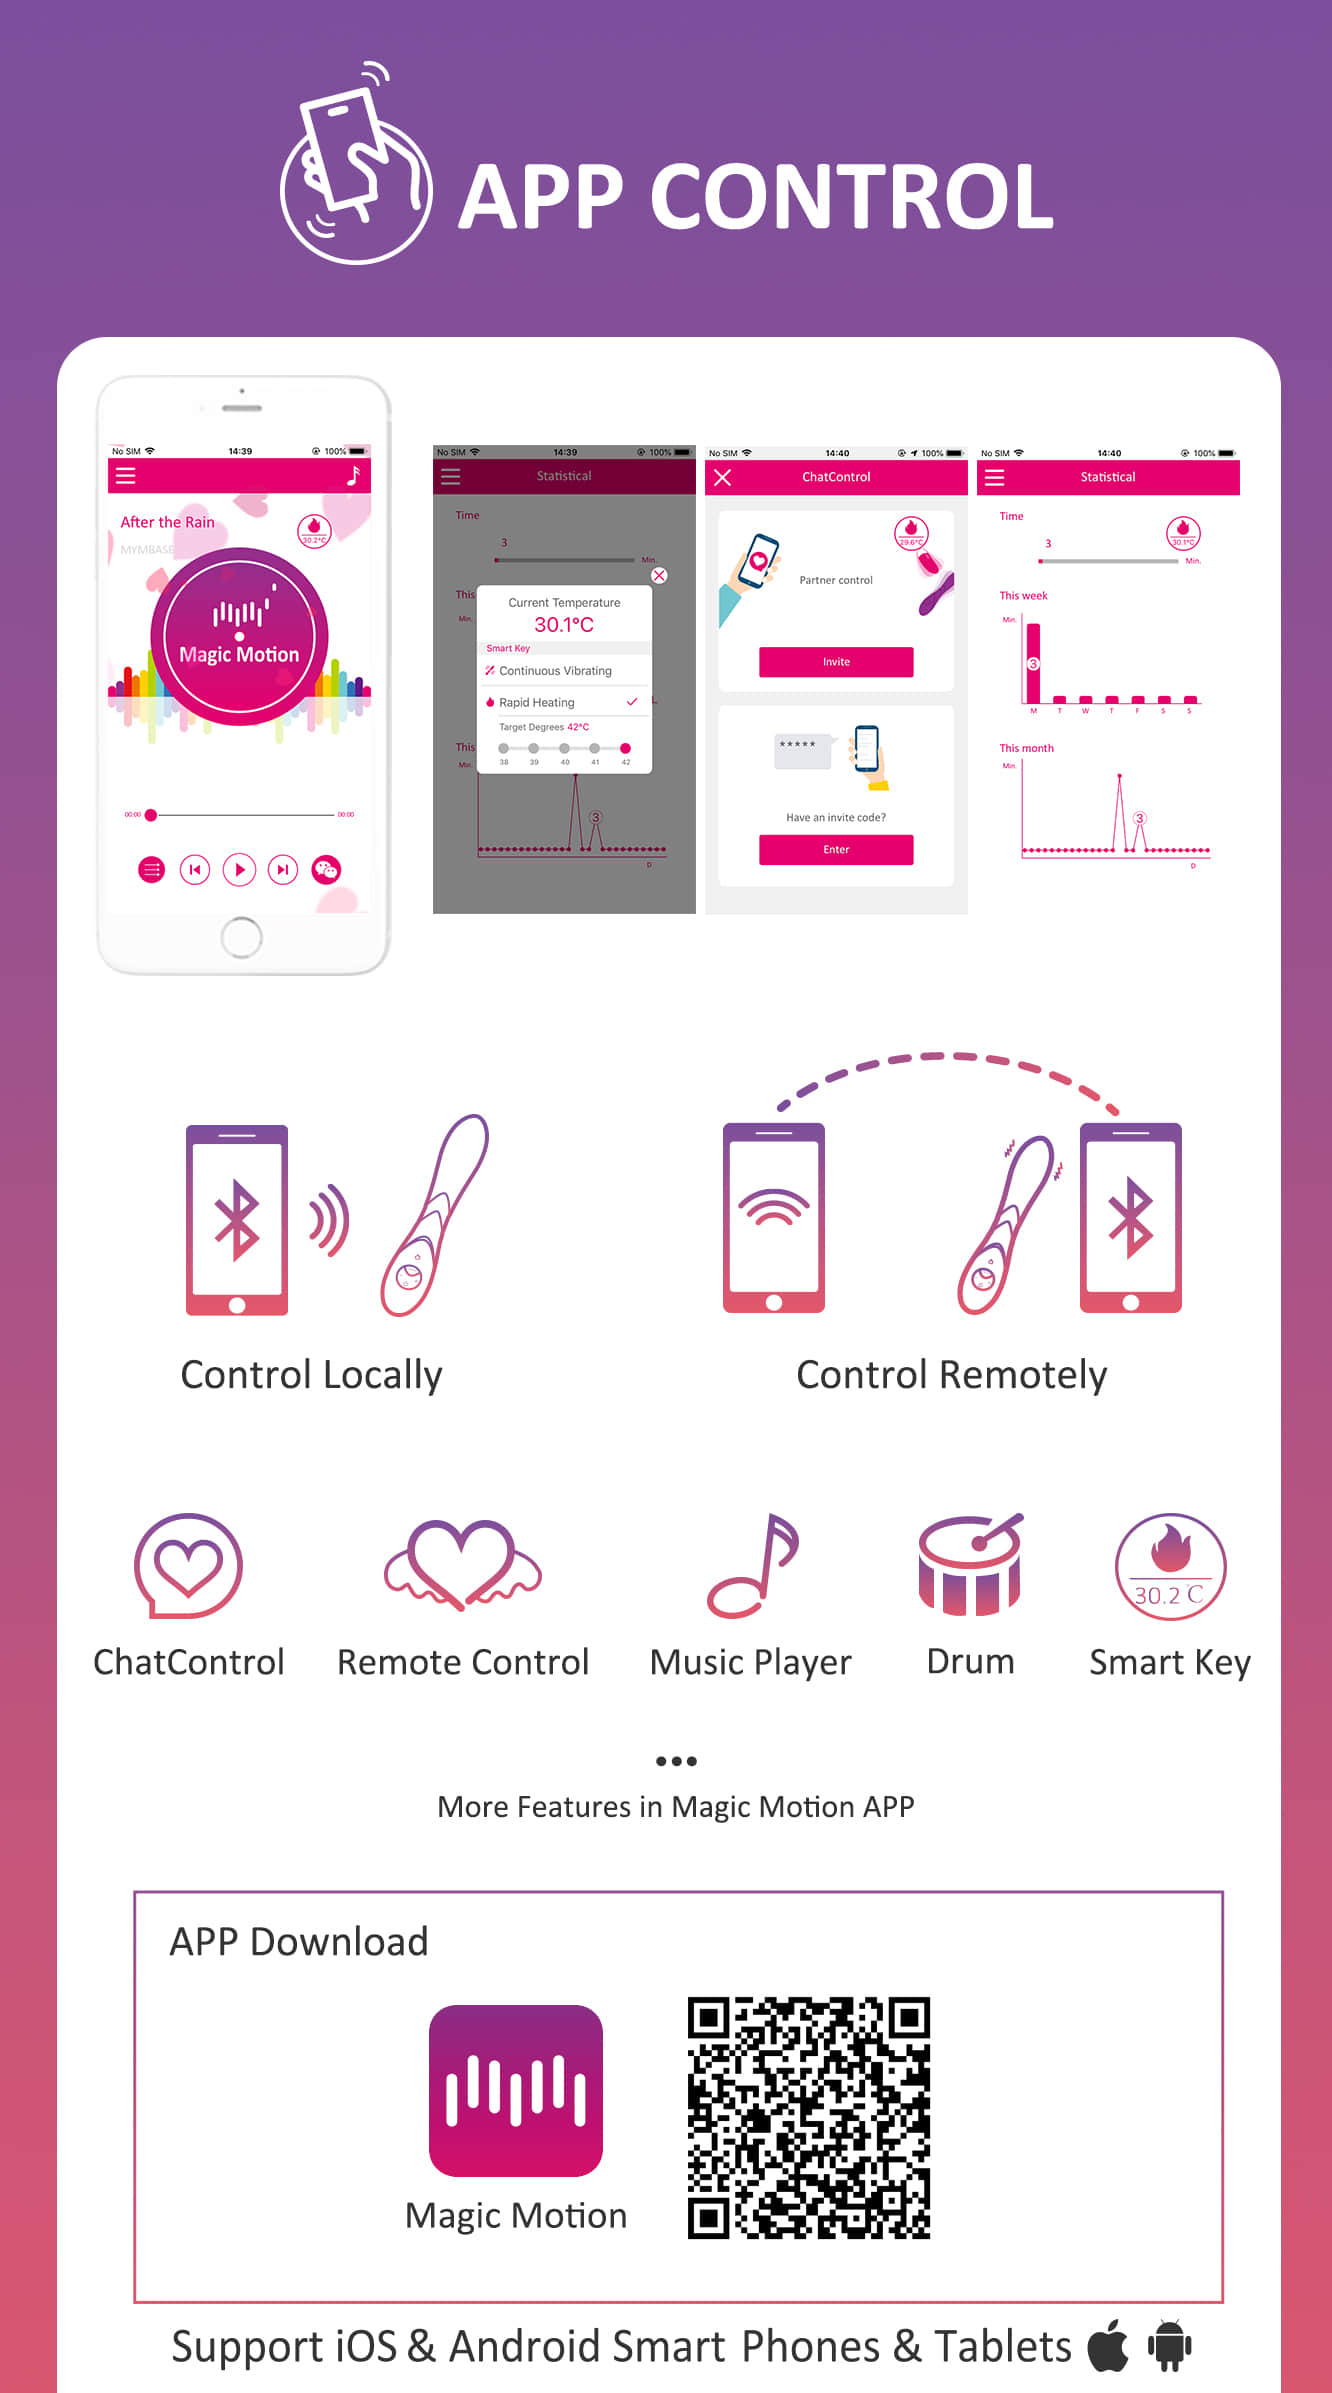 APP CONTROL
No SIM 14:39 100%
After the Rain
30.2°C
MYMBASE
Magic Motion
00:00 00:00
No SIM 14:39 100%
Statistical
Time
3
Min.
This
Min.
Current Temperature
30.1°C
Smart Key
Continuous Vibrating
Rapid Heating
Target Degrees 42°C
38 39 40 41 42
This
Min.
3
D
No SIM 14:40 100%
ChatControl
29.6°C
Partner control
Invite
*****
Have an invite code?
Enter
No SIM 14:40 100%
Statistical
Time
30.1°C
3
Min.
This week
Min.
3
M T W T F S S
This month
Min.
3
D
Control Locally
Control Remotely
30.2℃
ChatControl Remote Control Music Player Drum Smart Key
•••
More Features in Magic Motion APP
APP Download
Magic Motion
Support iOS & Android Smart Phones & Tablets